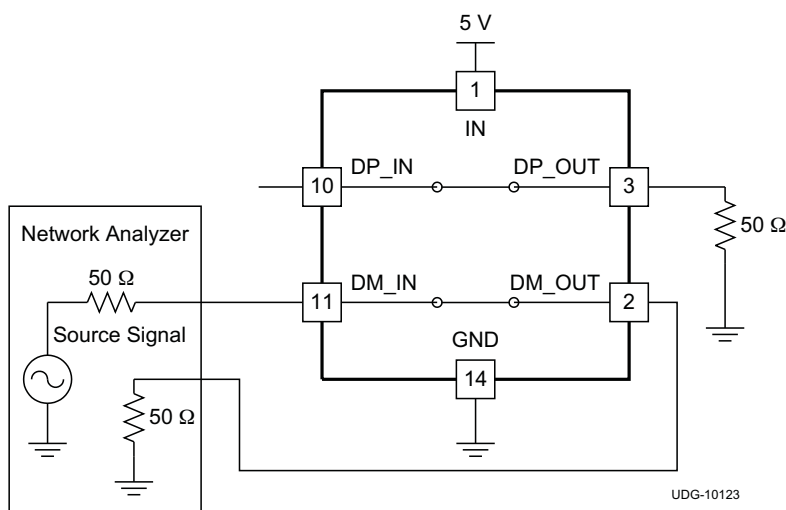 5 V
1
IN
DP_IN
DP_OUT
10
3
50 Ω
Network Analyzer
50 Ω
DM_IN
DM_OUT
11
2
Source Signal
GND
14
50 Ω
UDG-10123